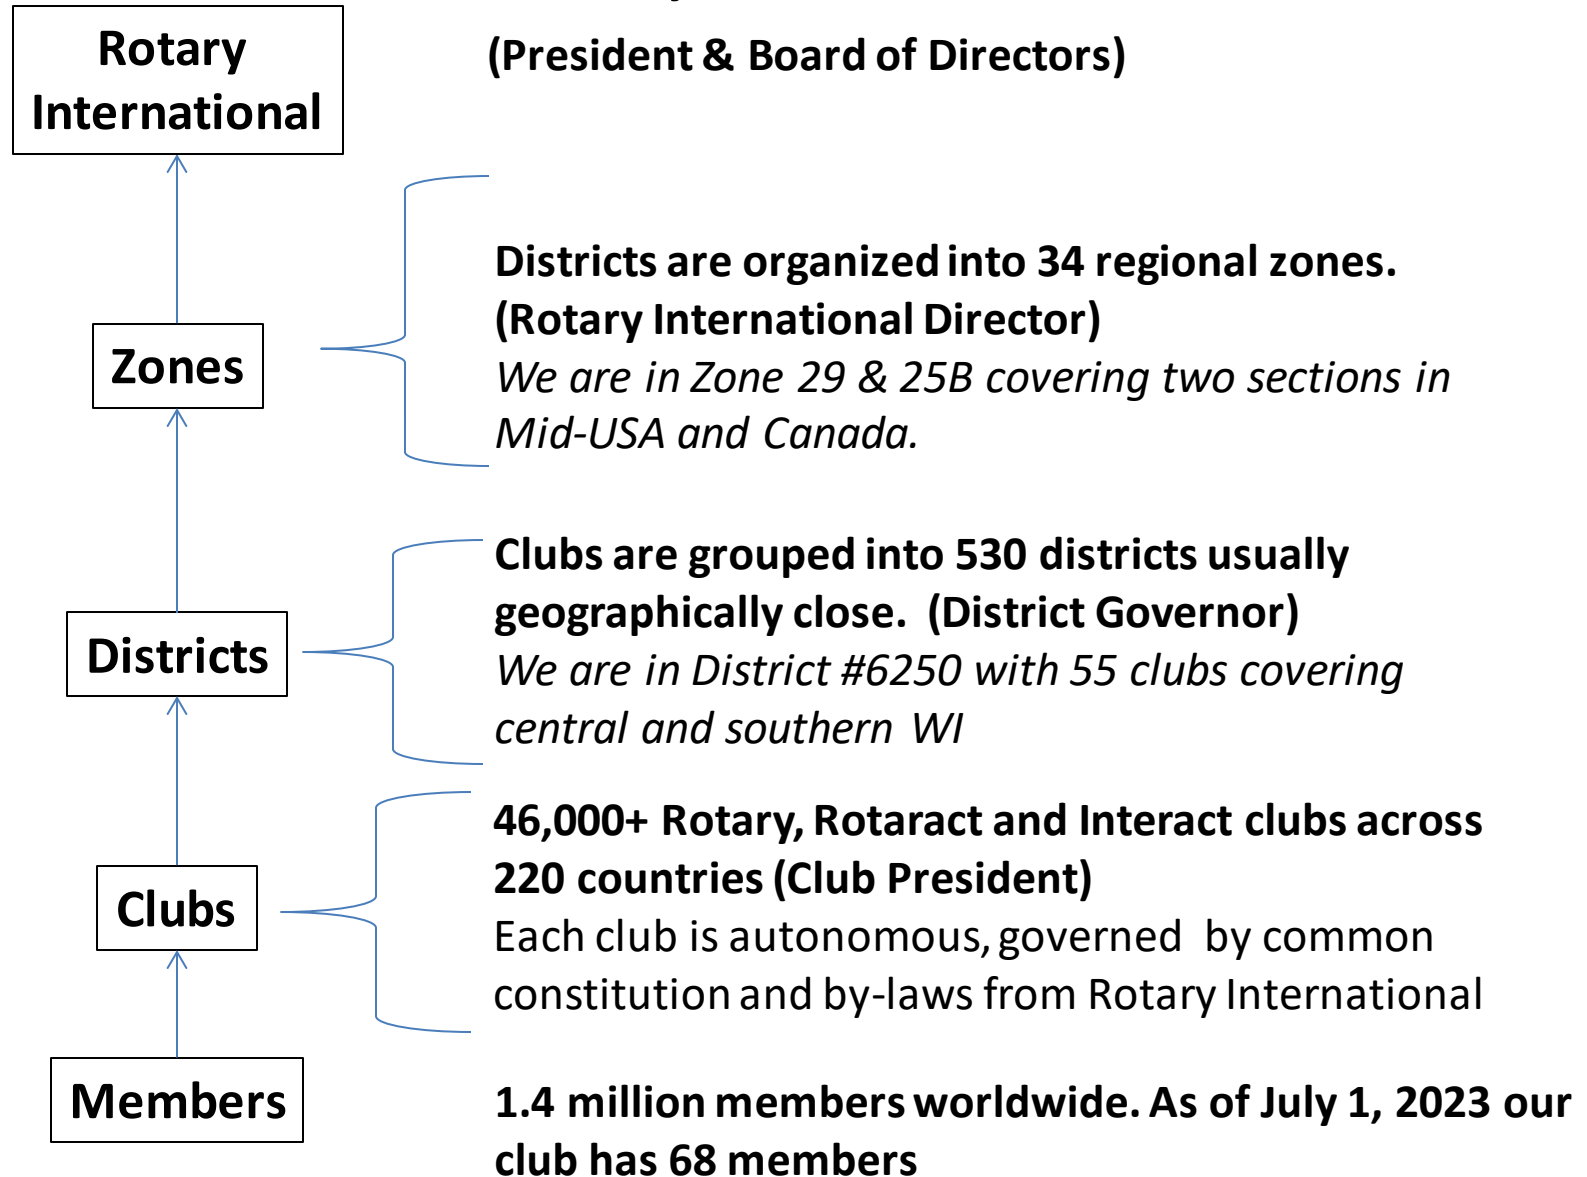 Rotary
International
(President & Board of Directors)
Districts are organized into 34 regional zones.
(Rotary International Director)
We are in Zone 29 & 25B covering two sections in
Mid-USA and Canada.
Zones
Clubs are grouped into 530 districts usually
geographically close.  (District Governor)
We are in District #6250 with 55 clubs covering
central and southern WI
Districts
46,000+ Rotary, Rotaract and Interact clubs across
220 countries (Club President)
Each club is autonomous, governed  by common
constitution and by-laws from Rotary International
Clubs
Members
1.4 million members worldwide. As of July 1, 2023 our
club has 68 members